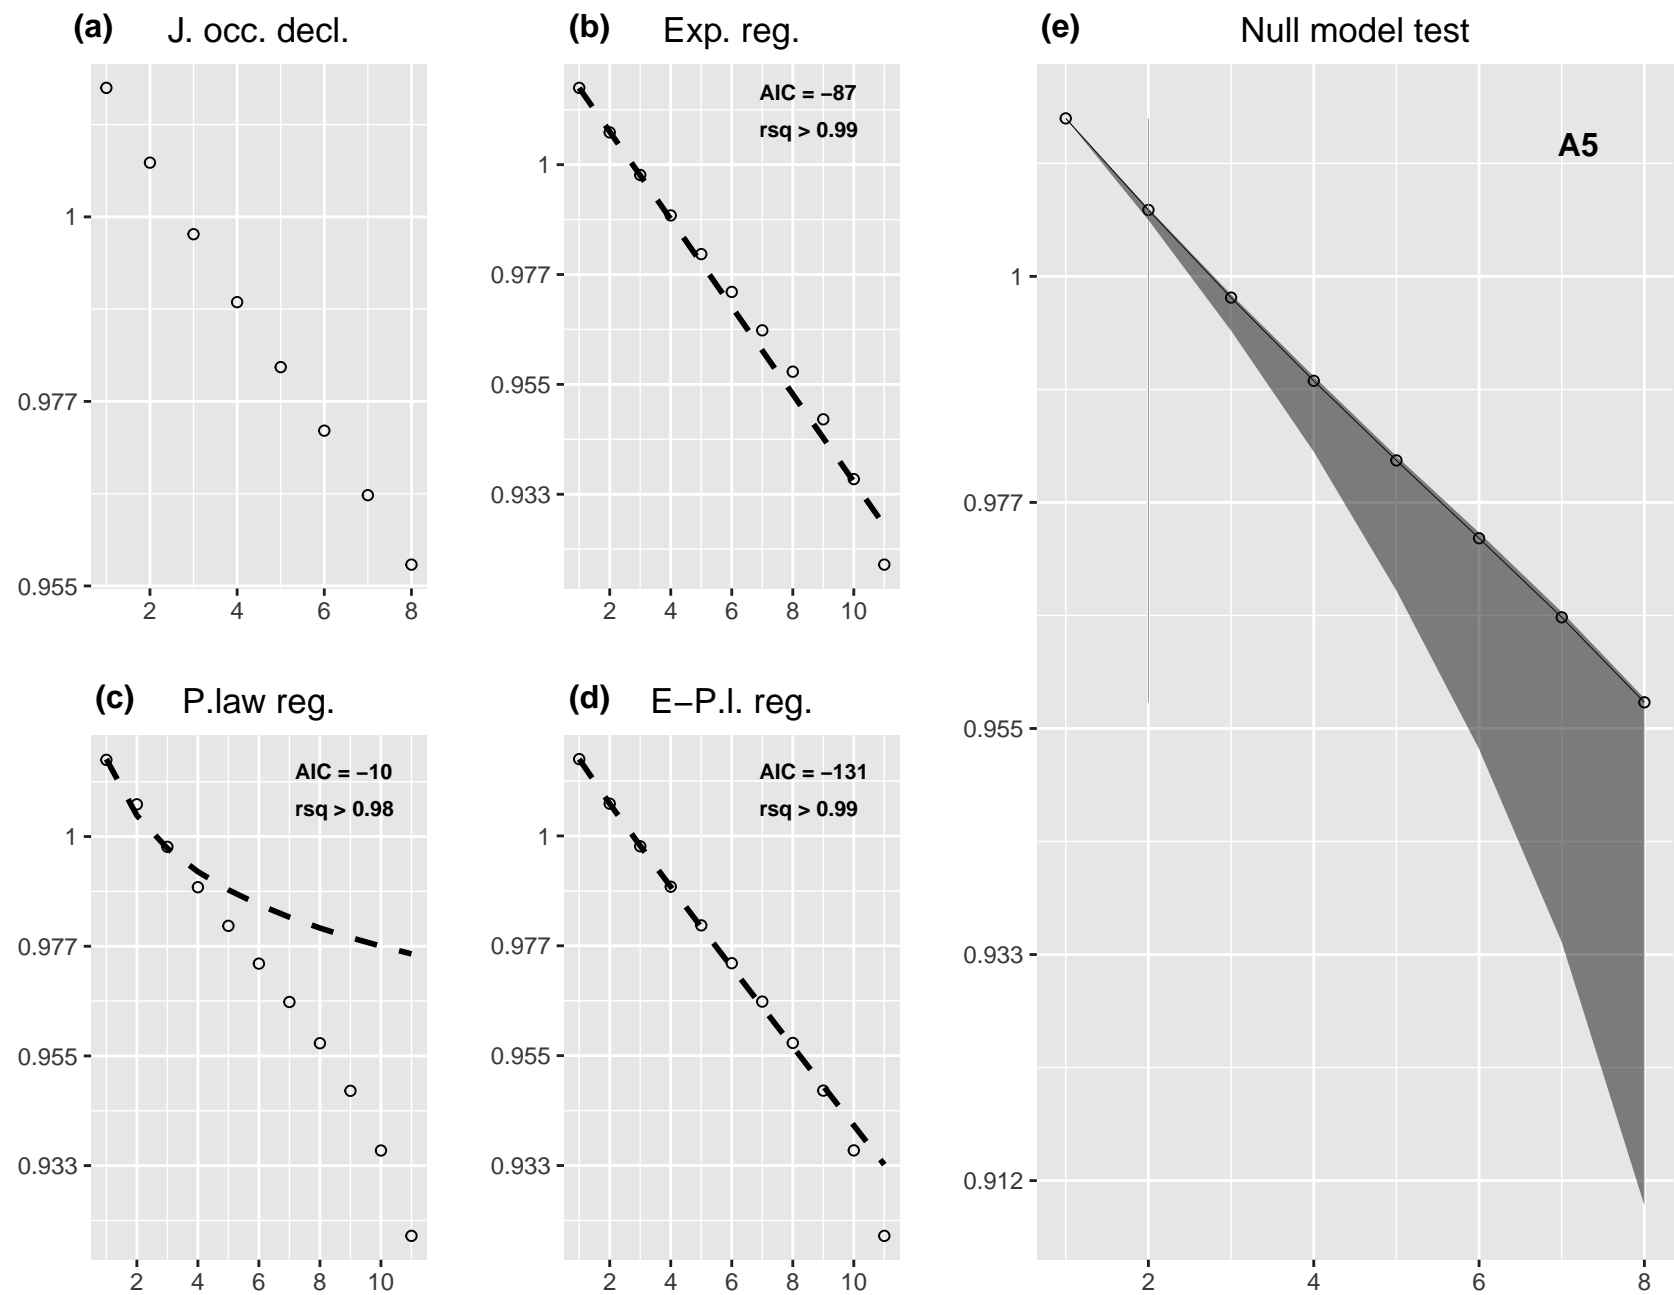 (a) J. occ. decl.
1
0.977
0.955
2 4 6 8
(b) Exp. reg.
AIC = −87
rsq > 0.99
1
0.977
0.955
0.933
2 4 6 8 10
(c) P.law reg.
AIC = −10
rsq > 0.98
1
0.977
0.955
0.933
2 4 6 8 10
(d) E−P.l. reg.
AIC = −131
rsq > 0.99
1
0.977
0.955
0.933
2 4 6 8 10
(e) Null model test
A5
1
0.977
0.955
0.933
0.912
2 4 6 8